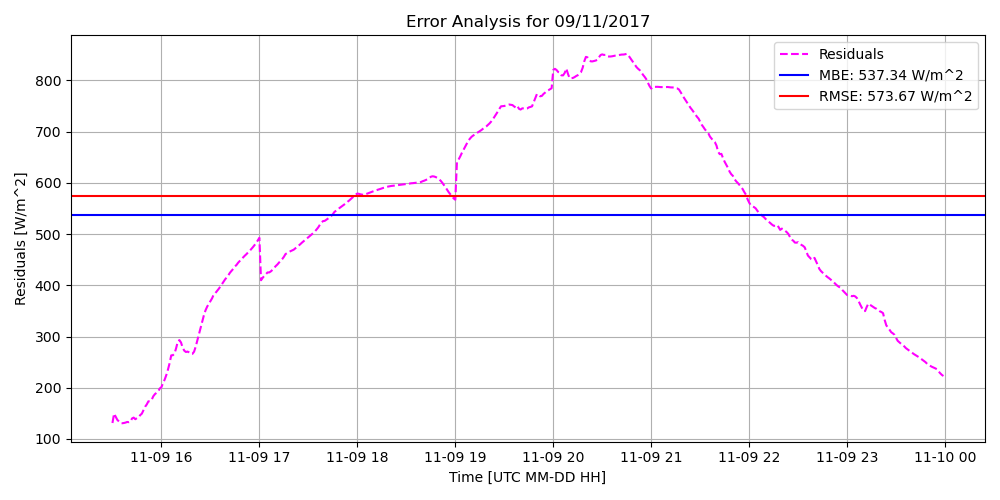 Error Analysis for 09/11/2017
Residuals
MBE: 537.34 W/m^2
RMSE: 573.67 W/m^2
Residuals [W/m^2]
800
700
600
500
400
300
200
100
11-09 16 11-09 17 11-09 18 11-09 19 11-09 20 11-09 21 11-09 22 11-09 23 11-10 00
Time [UTC MM-DD HH]